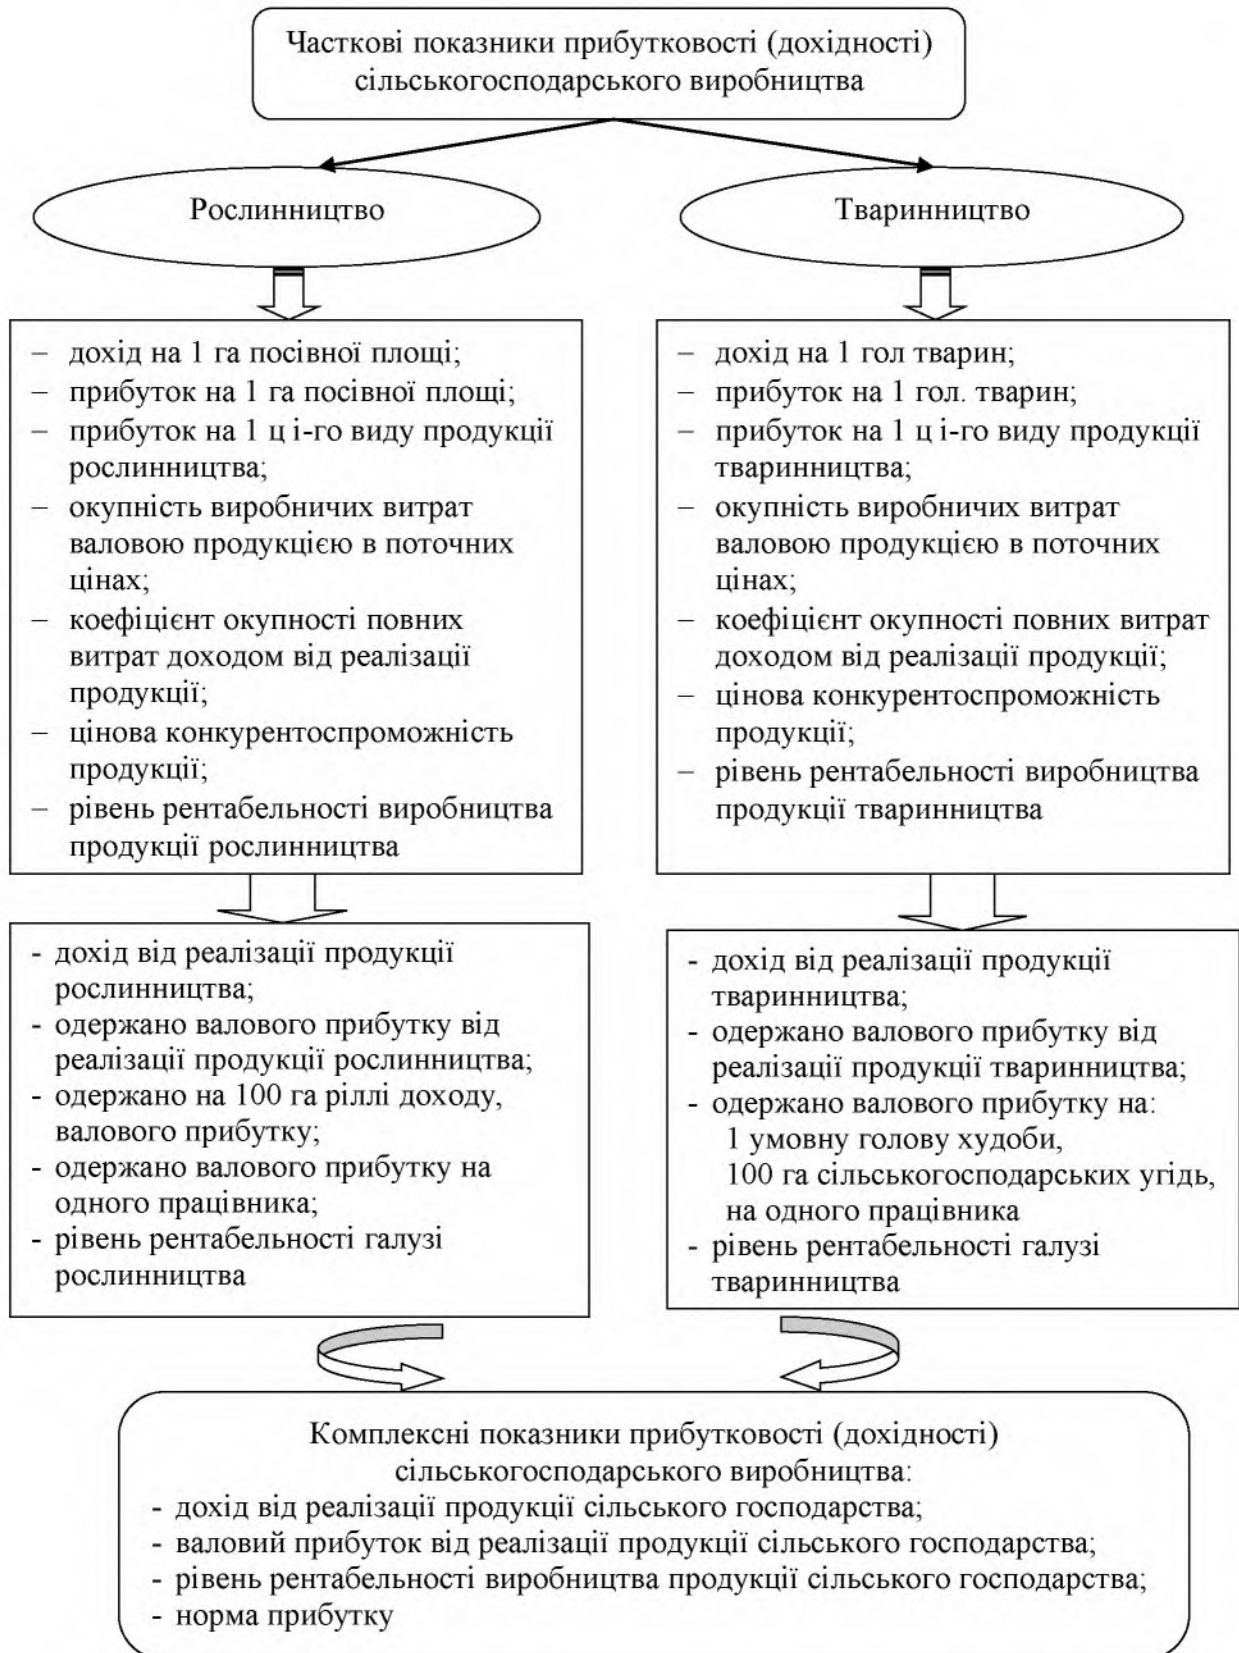 Часткові показники прибутковості (дохідності)
сільськогосподарського виробництва
Рослинництво
Тваринництво
– дохід на 1 га посівної площі;
– прибуток на 1 га посівної площі;
– прибуток на 1 ц і-го виду продукції
рослинництва;
– окупність виробничих витрат
валовою продукцією в поточних
цінах;
– коефіцієнт окупності повних
витрат доходом від реалізації
продукції;
– цінова конкурентоспроможність
продукції;
– рівень рентабельності виробництва
продукції рослинництва
– дохід на 1 гол тварин;
– прибуток на 1 гол. тварин;
– прибуток на 1 ц і-го виду продукції
тваринництва;
– окупність виробничих витрат
валовою продукцією в поточних
цінах;
– коефіцієнт окупності повних витрат
доходом від реалізації продукції;
– цінова конкурентоспроможність
продукції;
– рівень рентабельності виробництва
продукції тваринництва
- дохід від реалізації продукції
рослинництва;
- одержано валового прибутку від
реалізації продукції рослинництва;
- одержано на 100 га ріллі доходу,
валового прибутку;
- одержано валового прибутку на
одного працівника;
- рівень рентабельності галузі
рослинництва
- дохід від реалізації продукції
тваринництва;
- одержано валового прибутку від
реалізації продукції тваринництва;
- одержано валового прибутку на:
1 умовну голову худоби,
100 га сільськогосподарських угідь,
на одного працівника
- рівень рентабельності галузі
тваринництва
Комплексні показники прибутковості (дохідності)
сільськогосподарського виробництва:
- дохід від реалізації продукції сільського господарства;
- валовий прибуток від реалізації продукції сільського господарства;
- рівень рентабельності виробництва продукції сільського господарства;
- норма прибутку